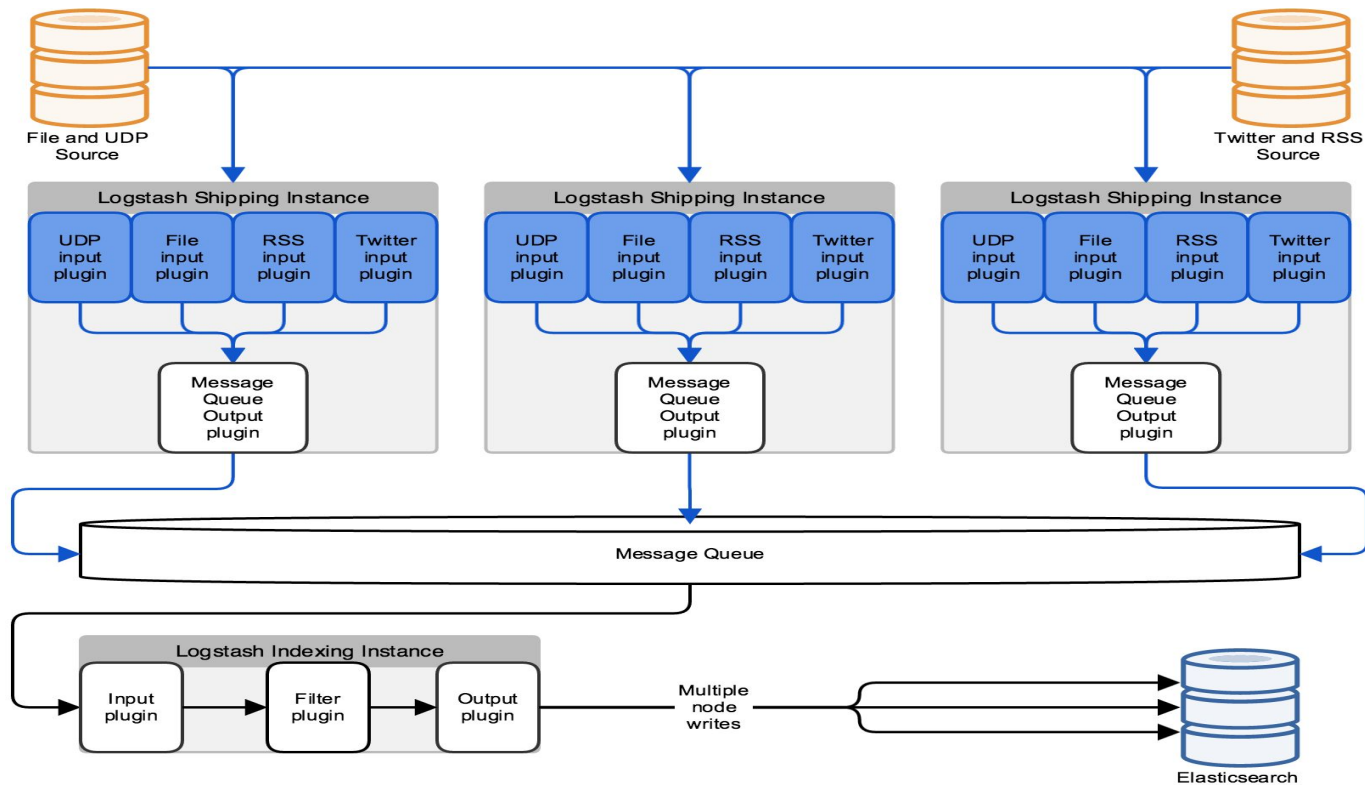 File and UDP
Source
Twitter and RSS
Source
Logstash Shipping Instance
UDP
input
plugin
File
input
plugin
RSS
input
plugin
Twitter
input
plugin
Message
Queue
Output
plugin
Logstash Shipping Instance
UDP
input
plugin
File
input
plugin
RSS
input
plugin
Twitter
input
plugin
Message
Queue
Output
plugin
Logstash Shipping Instance
UDP
input
plugin
File
input
plugin
RSS
input
plugin
Twitter
input
plugin
Message
Queue
Output
plugin
Message Queue
Logstash Indexing Instance
Input
plugin
Filter
plugin
Output
plugin
Multiple
node
writes
Elasticsearch